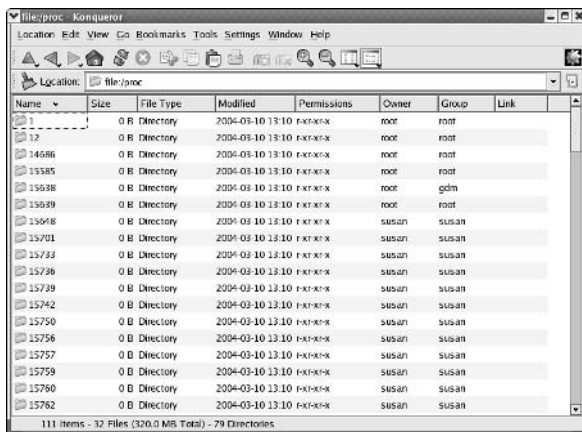 file:/proc - Konqueror
Location Edit View Go Bookmarks Tools Settings Window Help
Location: file:/proc
Name Size File Type Modified Permissions Owner Group Link
1 0 B Directory 2004-03-10 13:10 r-xr-xr-x root root
12 0 B Directory 2004-03-10 13:10 r-xr-xr-x root root
14686 0 B Directory 2004-03-10 13:10 r-xr-xr-x root root
15585 0 B Directory 2004-03-10 13:10 r-xr-xr-x root root
15638 0 B Directory 2004-03-10 13:10 r-xr-xr-x root gdm
15639 0 B Directory 2004-03-10 13:10 r-xr-xr-x root root
15648 0 B Directory 2004-03-10 13:10 r-xr-xr-x susan susan
15701 0 B Directory 2004-03-10 13:10 r-xr-xr-x susan susan
15733 0 B Directory 2004-03-10 13:10 r-xr-xr-x susan susan
15736 0 B Directory 2004-03-10 13:10 r-xr-xr-x susan susan
15739 0 B Directory 2004-03-10 13:10 r-xr-xr-x susan susan
15742 0 B Directory 2004-03-10 13:10 r-xr-xr-x susan susan
15750 0 B Directory 2004-03-10 13:10 r-xr-xr-x susan susan
15756 0 B Directory 2004-03-10 13:10 r-xr-xr-x susan susan
15757 0 B Directory 2004-03-10 13:10 r-xr-xr-x susan susan
15759 0 B Directory 2004-03-10 13:10 r-xr-xr-x susan susan
15760 0 B Directory 2004-03-10 13:10 r-xr-xr-x susan susan
15762 0 B Directory 2004-03-10 13:10 r-xr-xr-x susan susan
111 Items - 32 Files (320.0 MB Total) - 79 Directories